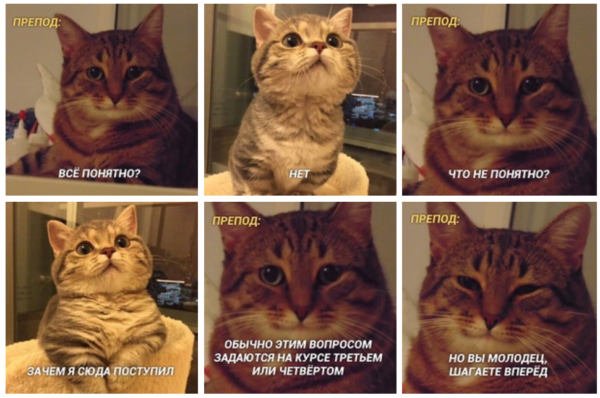 ПРЕПОД:
ВСЁ ПОНЯТНО?
НЕТ
ПРЕПОД:
ЧТО НЕ ПОНЯТНО?
ЗАЧЕМ Я СЮДА ПОСТУПИЛ
ПРЕПОД:
ОБЫЧНО ЭТИМ ВОПРОСОМ
ЗАДАЮТСЯ НА КУРСЕ ТРЕТЬЕМ
ИЛИ ЧЕТВЁРТОМ
ПРЕПОД:
НО ВЫ МОЛОДЕЦ,
ШАГАЕТЕ ВПЕРЁД